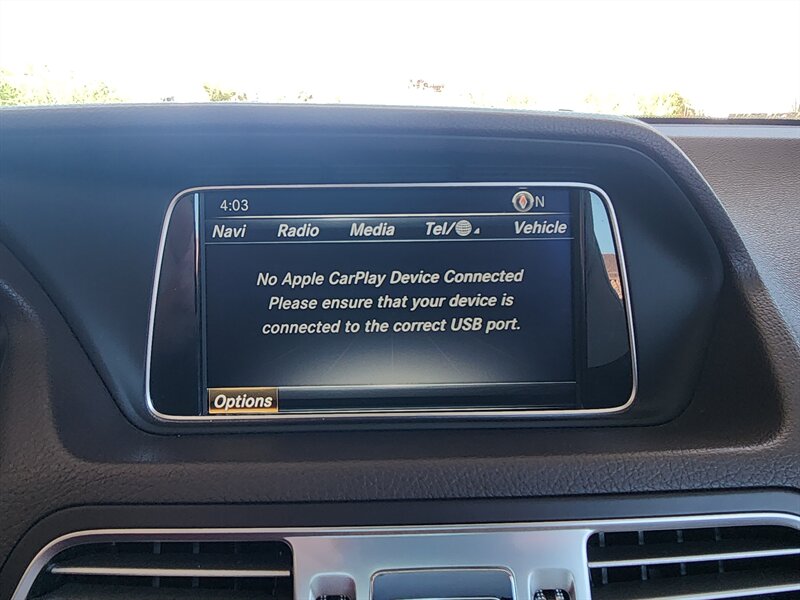 4:03 N
Navi Radio Media Tel/ Vehicle
No Apple CarPlay Device Connected
Please ensure that your device is
connected to the correct USB port.
Options